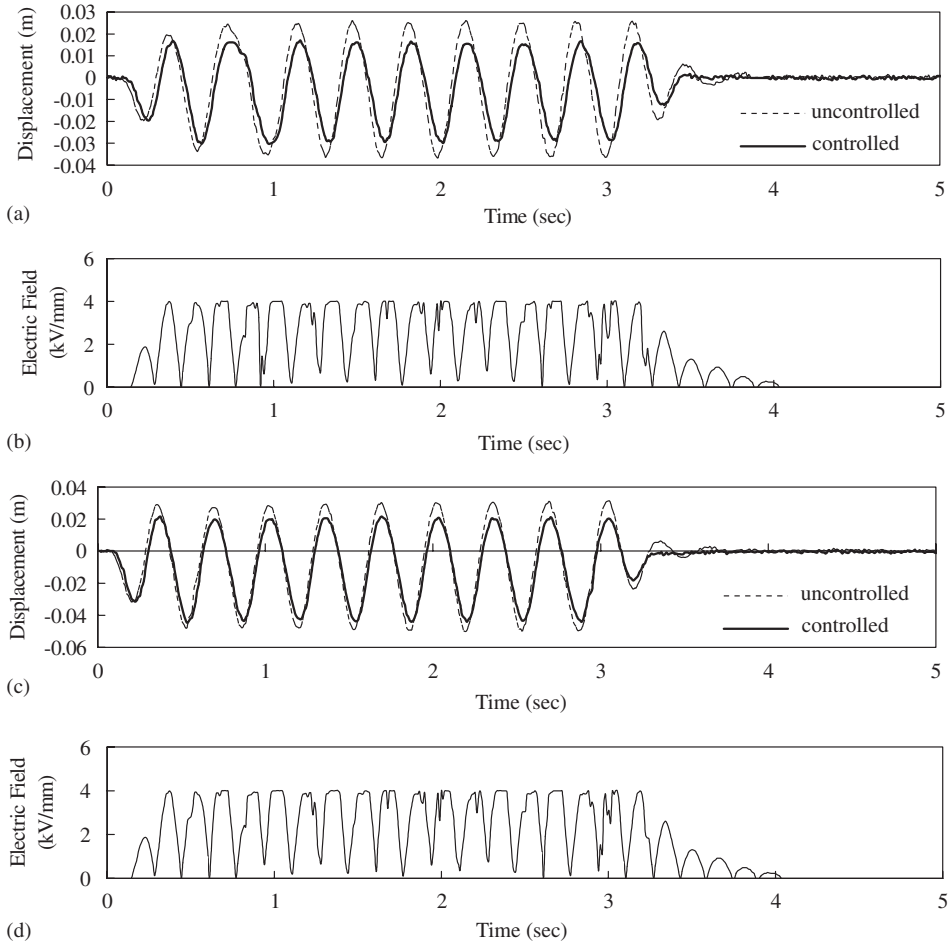 0.03
0.02
0.01
0
-0.01
-0.02
-0.03
-0.04
Displacement (m)
uncontrolled
controlled
0 1 2 3 4 5
Time (sec)
(a)
6
4
2
0
Electric Field
(kV/mm)
0 1 2 3 4 5
Time (sec)
(b)
0.04
0.02
0
-0.02
-0.04
-0.06
Displacement (m)
uncontrolled
controlled
0 1 2 3 4 5
Time (sec)
(c)
6
4
2
0
Electric Field
(kV/mm)
0 1 2 3 4 5
Time (sec)
(d)